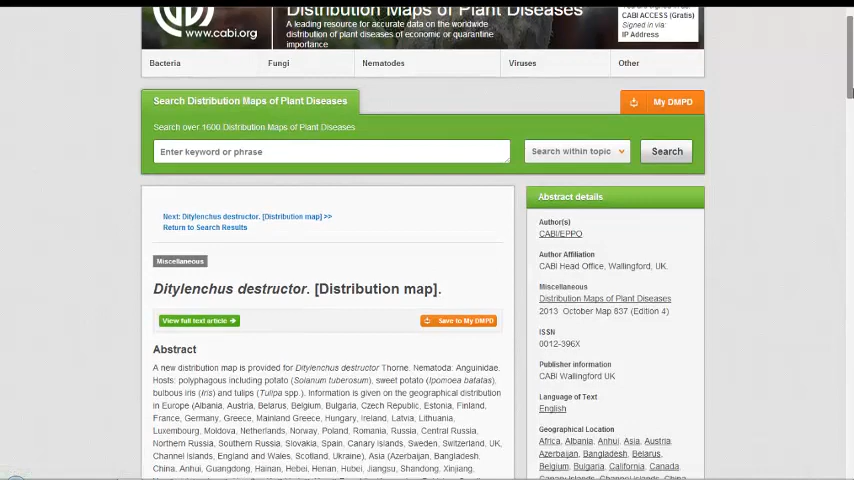 Distribution Maps of Plant Diseases
www.cabi.org
A leading resource for accurate data on the worldwide
distribution of plant diseases of economic or quarantine
importance
CABI ACCESS (Gratis)
Signed in via:
IP Address
Bacteria
Fungi
Nematodes
Viruses
Other
Search Distribution Maps of Plant Diseases
My DMPD
Search over 1600 Distribution Maps of Plant Diseases
Enter keyword or phrase
Search within topic
Search
Next: Ditylenchus destructor. [Distribution map] >>
Return to Search Results
Miscellaneous
Ditylenchus destructor. [Distribution map].
View full text article
Save to My DMPD
Abstract
A new distribution map is provided for Ditylenchus destructor Thorne. Nematoda: Anguinidae.
Hosts: polyphagous including potato (Solanum tuberosum), sweet potato (Ipomoea batatas),
bulbous iris (Iris) and tulips (Tulipa spp.). Information is given on the geographical distribution
in Europe (Albania, Austria, Belarus, Belgium, Bulgaria, Czech Republic, Estonia, Finland,
France, Germany, Greece, Mainland Greece, Hungary, Ireland, Latvia, Lithuania,
Luxembourg, Moldova, Netherlands, Norway, Poland, Romania, Russia, Central Russia,
Northern Russia, Southern Russia, Slovakia, Spain, Canary Islands, Sweden, Switzerland, UK,
Channel Islands, England and Wales, Scotland, Ukraine), Asia (Azerbaijan, Bangladesh,
China, Anhui, Guangdong, Hainan, Hebei, Henan, Hubei, Jiangsu, Shandong, Xinjiang,
Abstract details
Author(s)
CABI/EPPO
Author Affiliation
CABI Head Office, Wallingford, UK.
Miscellaneous
Distribution Maps of Plant Diseases
2013 October Map 837 (Edition 4)
ISSN
0012-396X
Publisher information
CABI Wallingford UK
Language of Text
English
Geographical Location
Africa, Albania, Anhui, Asia, Austria,
Azerbaijan, Bangladesh, Belarus,
Belgium, Bulgaria, California, Canada,
Canary Islands, Channel Islands, China,